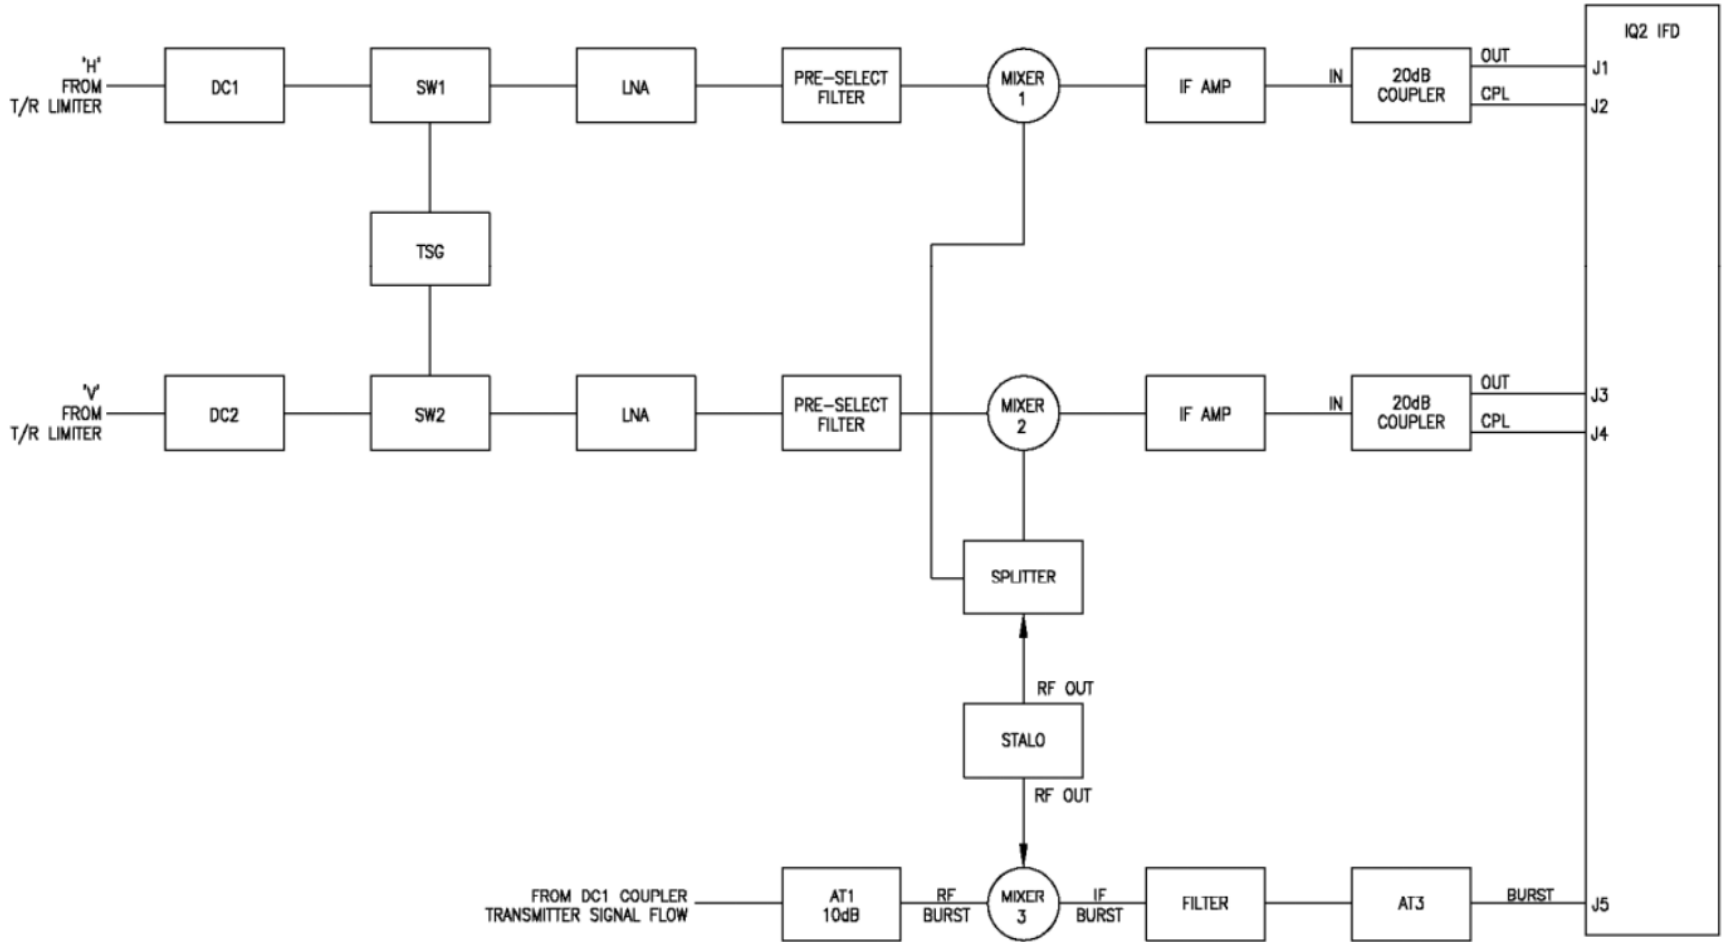 IQ2 IFD
'H'
FROM
T/R LIMITER
DC1
SW1
LNA
PRE-SELECT
FILTER
MIXER
1
IF AMP
IN
20dB
COUPLER
OUT
CPL
J1
J2
TSG
'V'
FROM
T/R LIMITER
DC2
SW2
LNA
PRE-SELECT
FILTER
MIXER
2
IF AMP
IN
20dB
COUPLER
OUT
CPL
J3
J4
SPLITTER
RF OUT
STALO
RF OUT
FROM DC1 COUPLER
TRANSMITTER SIGNAL FLOW
AT1
10dB
RF
BURST
MIXER
3
IF
BURST
FILTER
AT3
BURST
J5